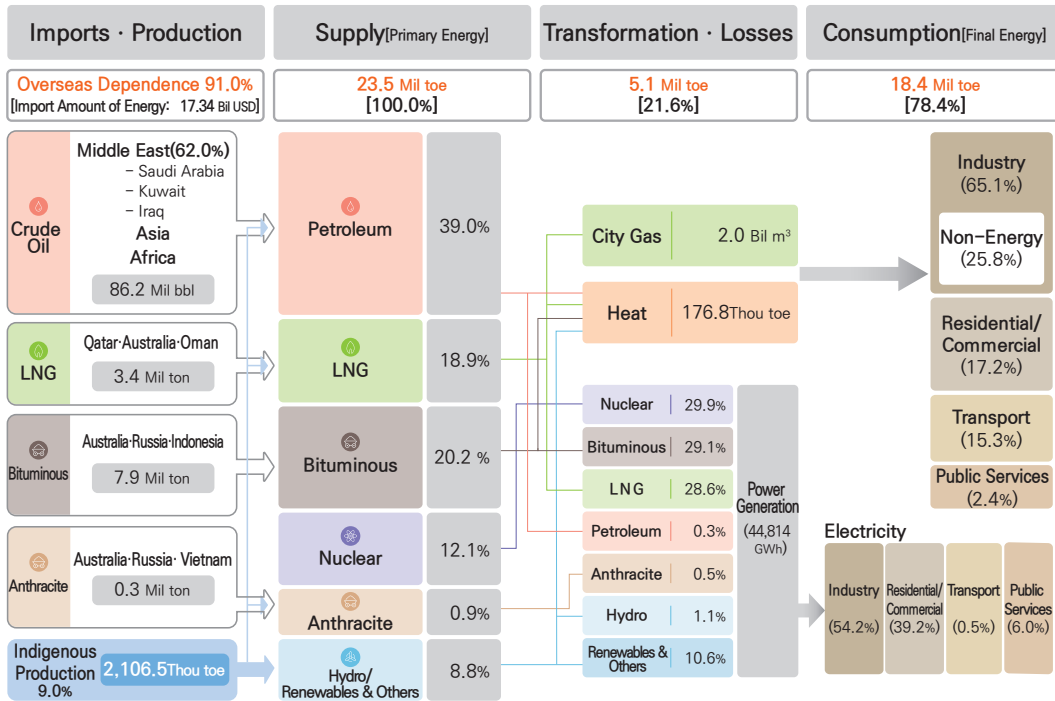 Imports · Production
Supply[Primary Energy]
Transformation · Losses
Consumption[Final Energy]
Overseas Dependence 91.0%
[Import Amount of Energy: 17.34 Bil USD]
23.5 Mil toe
[100.0%]
5.1 Mil toe
[21.6%]
18.4 Mil toe
[78.4%]
Crude
Oil
Middle East(62.0%)
– Saudi Arabia
– Kuwait
– Iraq
Asia
Africa
86.2 Mil bbl
LNG
Qatar·Australia·Oman
3.4 Mil ton
Bituminous
Australia·Russia·Indonesia
7.9 Mil ton
Anthracite
Australia·Russia· Vietnam
0.3 Mil ton
Indigenous
Production
9.0%
2,106.5Thou toe
Petroleum
39.0%
LNG
18.9%
Bituminous
20.2 %
Nuclear
12.1%
Anthracite
0.9%
Hydro/
Renewables & Others
8.8%
City Gas
2.0 Bil m³
Heat
176.8Thou toe
Nuclear
29.9%
Bituminous
29.1%
LNG
28.6%
Petroleum
0.3%
Anthracite
0.5%
Hydro
1.1%
Renewables &
Others
10.6%
Power
Generation
(44,814
GWh)
Industry
(65.1%)
Non-Energy
(25.8%)
Residential/
Commercial
(17.2%)
Transport
(15.3%)
Public Services
(2.4%)
Electricity
Industry
(54.2%)
Residential/
Commercial
(39.2%)
Transport
(0.5%)
Public
Services
(6.0%)